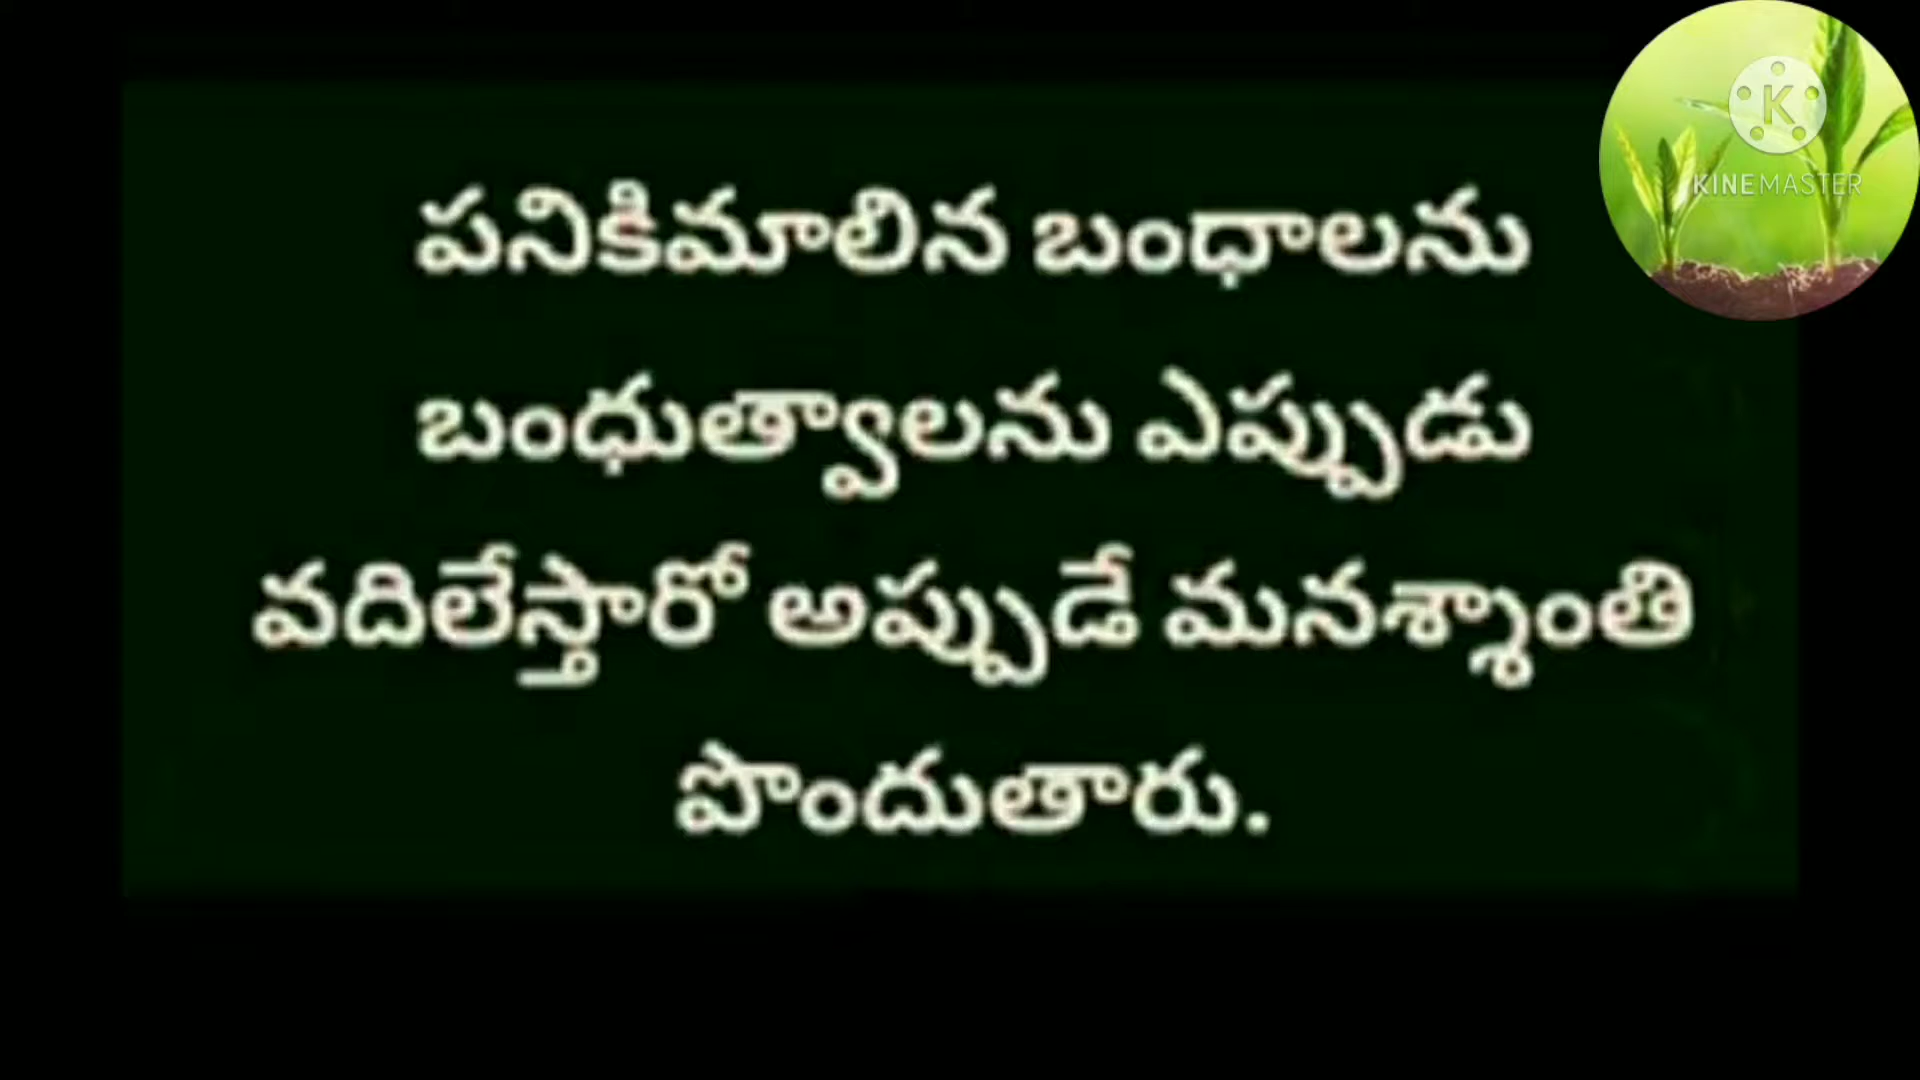 పనికిమాలిన బంధాలను
బంధుత్వాలను ఎప్పుడు
వదిలేస్తారో అప్పుడే మనశ్శాంతి
పొందుతారు.
K
KINEMASTER